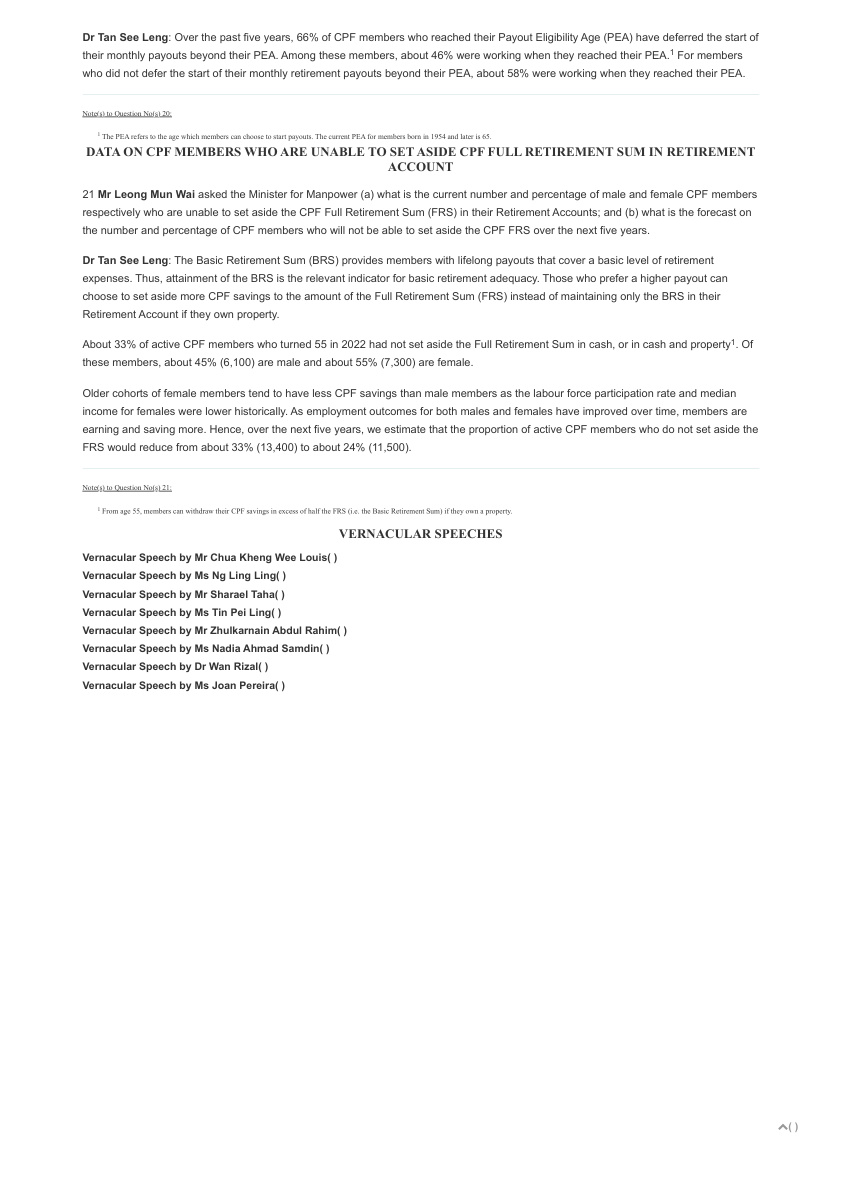 Dr Tan See Leng: Over the past five years, 66% of CPF members who reached their Payout Eligibility Age (PEA) have deferred the start of
their monthly payouts beyond their PEA. Among these members, about 46% were working when they reached their PEA.1 For members
who did not defer the start of their monthly retirement payouts beyond their PEA, about 58% were working when they reached their PEA.
Note(s) to Question No(s) 20:
1 The PEA refers to the age which members can choose to start payouts. The current PEA for members born in 1954 and later is 65.
DATA ON CPF MEMBERS WHO ARE UNABLE TO SET ASIDE CPF FULL RETIREMENT SUM IN RETIREMENT
ACCOUNT
21 Mr Leong Mun Wai asked the Minister for Manpower (a) what is the current number and percentage of male and female CPF members
respectively who are unable to set aside the CPF Full Retirement Sum (FRS) in their Retirement Accounts; and (b) what is the forecast on
the number and percentage of CPF members who will not be able to set aside the CPF FRS over the next five years.
Dr Tan See Leng: The Basic Retirement Sum (BRS) provides members with lifelong payouts that cover a basic level of retirement
expenses. Thus, attainment of the BRS is the relevant indicator for basic retirement adequacy. Those who prefer a higher payout can
choose to set aside more CPF savings to the amount of the Full Retirement Sum (FRS) instead of maintaining only the BRS in their
Retirement Account if they own property.
About 33% of active CPF members who turned 55 in 2022 had not set aside the Full Retirement Sum in cash, or in cash and property1. Of
these members, about 45% (6,100) are male and about 55% (7,300) are female.
Older cohorts of female members tend to have less CPF savings than male members as the labour force participation rate and median
income for females were lower historically. As employment outcomes for both males and females have improved over time, members are
earning and saving more. Hence, over the next five years, we estimate that the proportion of active CPF members who do not set aside the
FRS would reduce from about 33% (13,400) to about 24% (11,500).
Note(s) to Question No(s) 21:
1 From age 55, members can withdraw their CPF savings in excess of half the FRS (i.e. the Basic Retirement Sum) if they own a property.
VERNACULAR SPEECHES
Vernacular Speech by Mr Chua Kheng Wee Louis( )
Vernacular Speech by Ms Ng Ling Ling( )
Vernacular Speech by Mr Sharael Taha( )
Vernacular Speech by Ms Tin Pei Ling( )
Vernacular Speech by Mr Zhulkarnain Abdul Rahim( )
Vernacular Speech by Ms Nadia Ahmad Samdin( )
Vernacular Speech by Dr Wan Rizal( )
Vernacular Speech by Ms Joan Pereira( )
( )